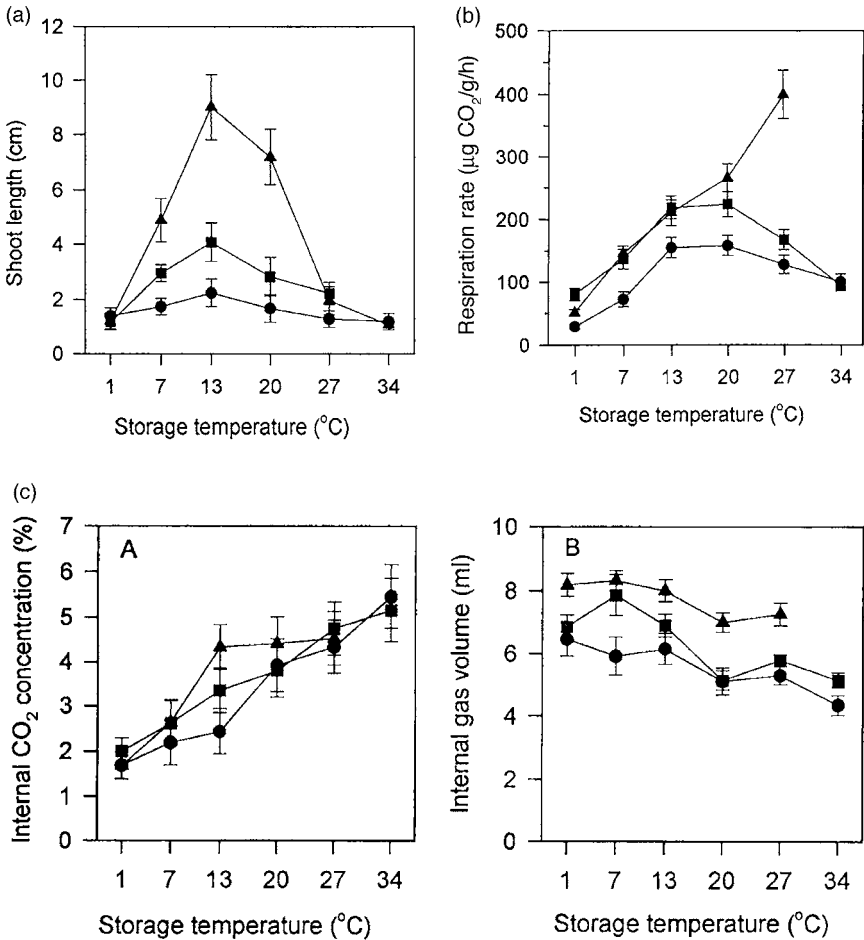 (a)
12
10
8
6
4
2
0
Shoot length (cm)
1 7 13 20 27 34
Storage temperature (°C)
(b)
500
400
300
200
100
0
Respiration rate (μg CO₂/g/h)
1 7 13 20 27 34
Storage temperature (°C)
(c)
A
7
6
5
4
3
2
1
0
Internal CO₂ concentration (%)
1 7 13 20 27 34
Storage temperature (°C)
B
10
8
6
4
2
0
Internal gas volume (ml)
1 7 13 20 27 34
Storage temperature (°C)